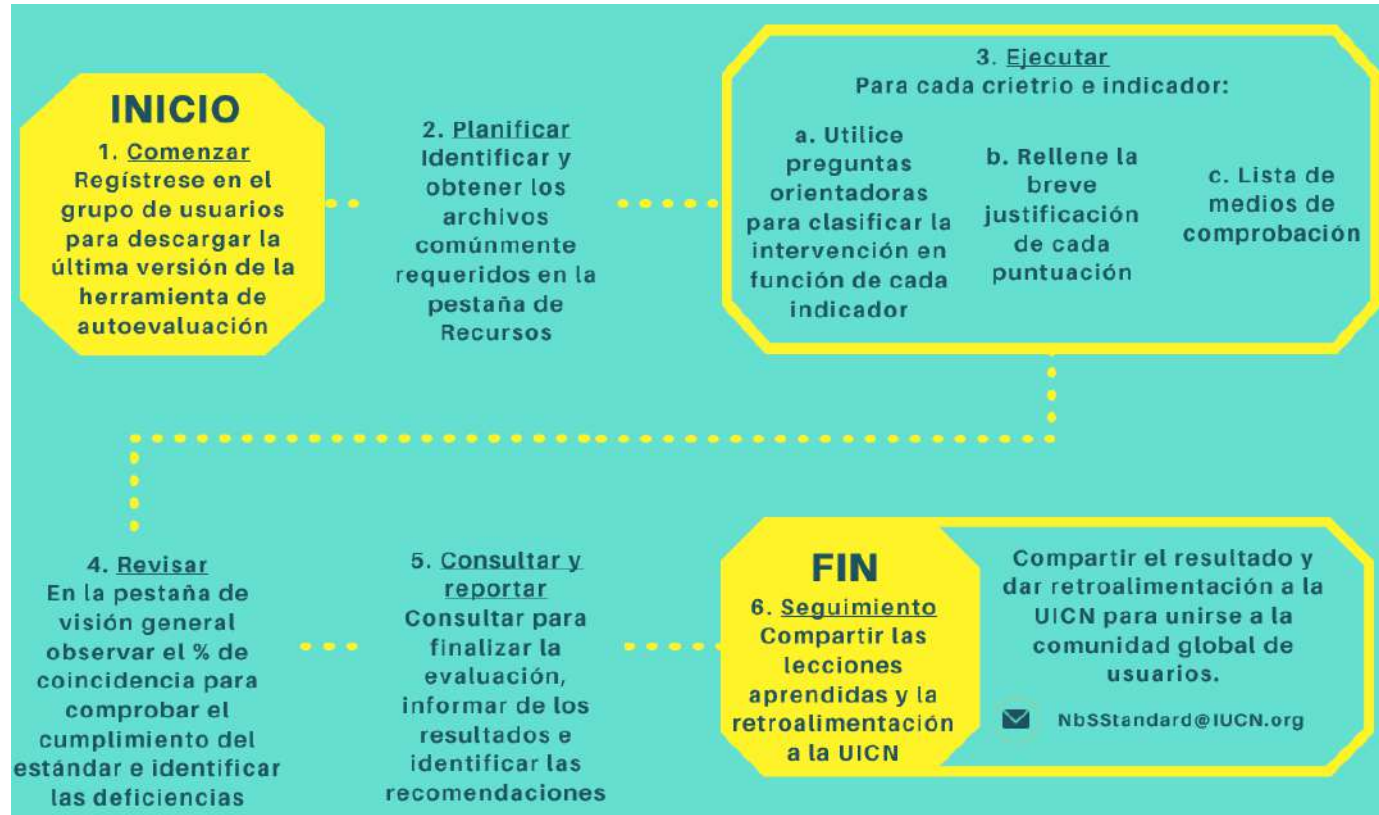 INICIO
1. Comenzar
Regístrese en el
grupo de usuarios
para descargar la
última versión de la
herramienta de
autoevaluación
2. Planificar
Identificar y
obtener los
archivos
comúnmente
requeridos en la
pestaña de
Recursos
3. Ejecutar
Para cada crietrio e indicador:
a. Utilice
preguntas
orientadoras
para clasificar la
intervención en
función de cada
indicador
b. Rellene la
breve
justificación
de cada
puntuación
c. Lista de
medios de
comprobación
4. Revisar
En la pestaña de
visión general
observar el % de
coincidencia para
comprobar el
cumplimiento del
estándar e identificar
las deficiencias
5. Consultar y
reportar
Consultar para
finalizar la
evaluación,
informar de los
resultados e
identificar las
recomendaciones
FIN
6. Seguimiento
Compartir las
lecciones
aprendidas y la
retroalimentación
a la UICN
Compartir el resultado y
dar retroalimentación a la
UICN para unirse a la
comunidad global de
usuarios.
NbSStandard@IUCN.org